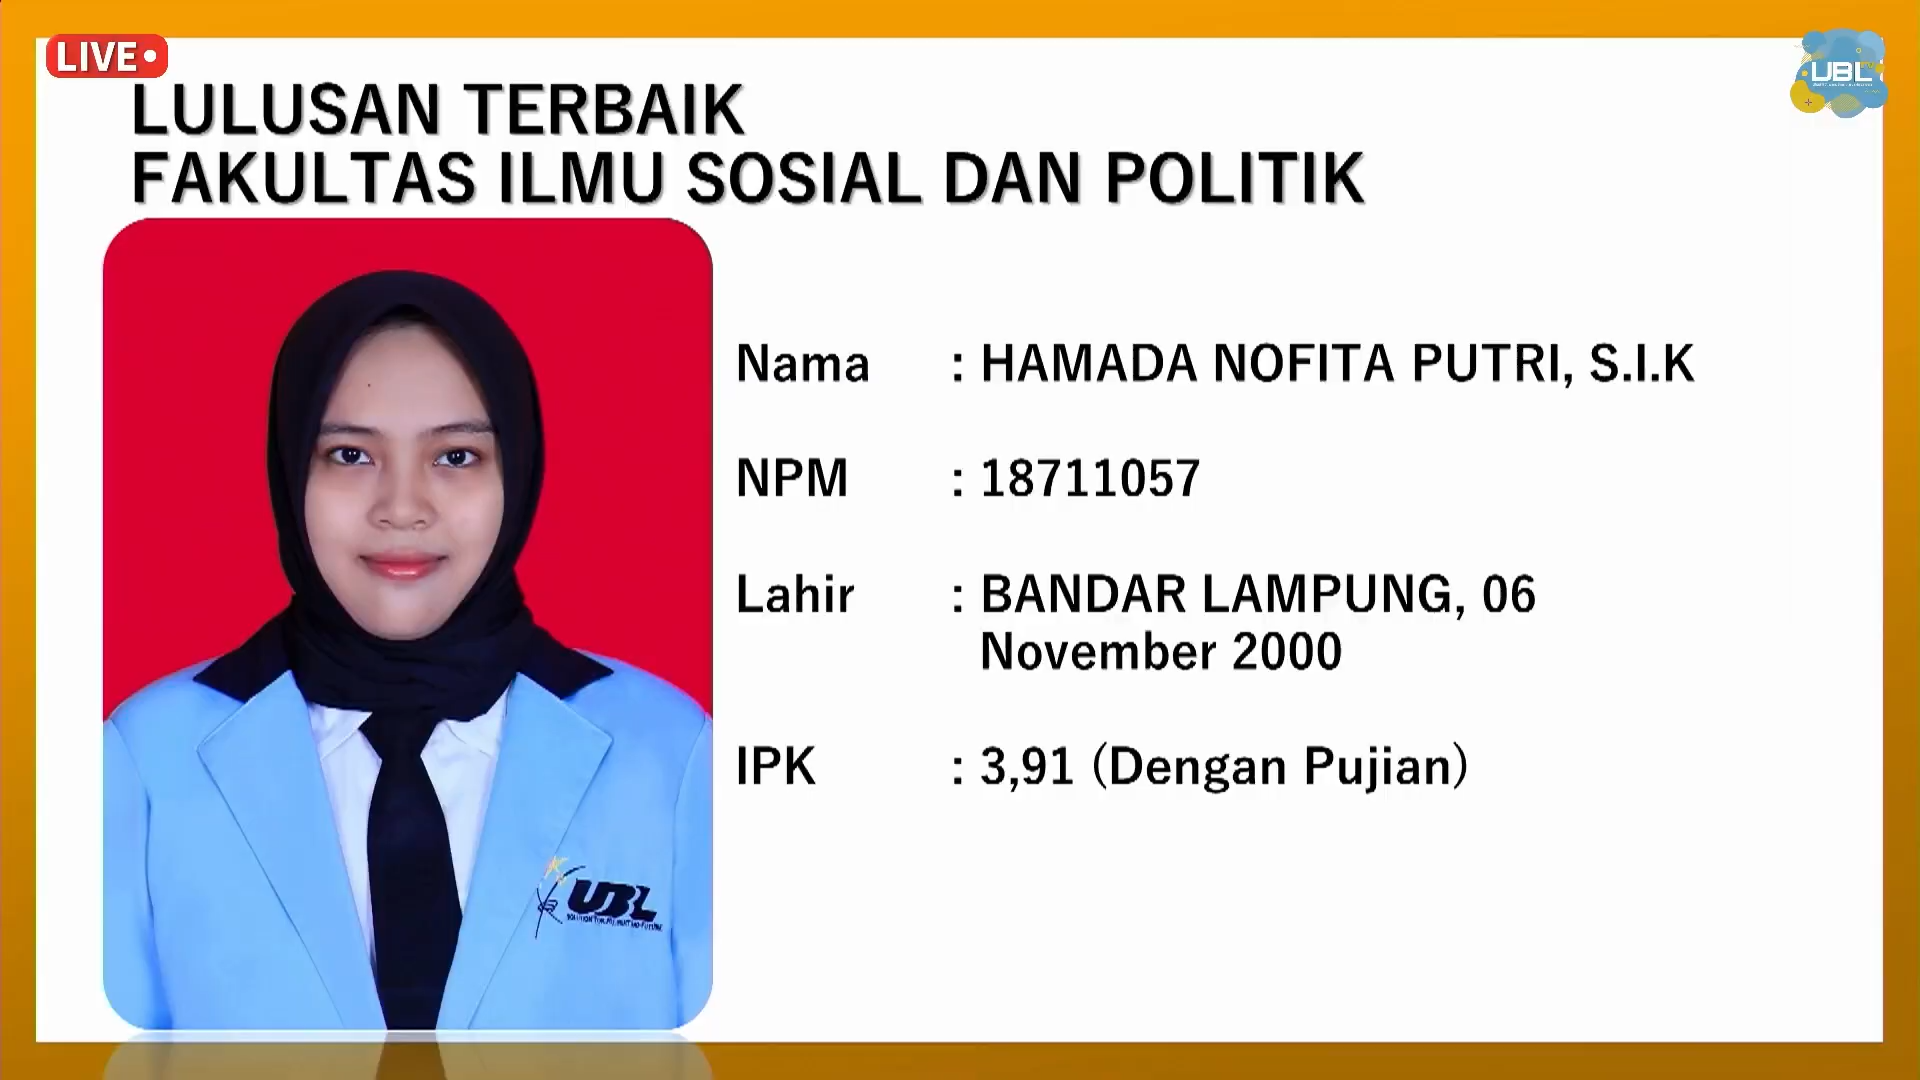 LIVE
UBL
LULUSAN TERBAIK
FAKULTAS ILMU SOSIAL DAN POLITIK
Nama : HAMADA NOFITA PUTRI, S.I.K
NPM : 18711057
Lahir : BANDAR LAMPUNG, 06
November 2000
IPK : 3,91 (Dengan Pujian)
UBL